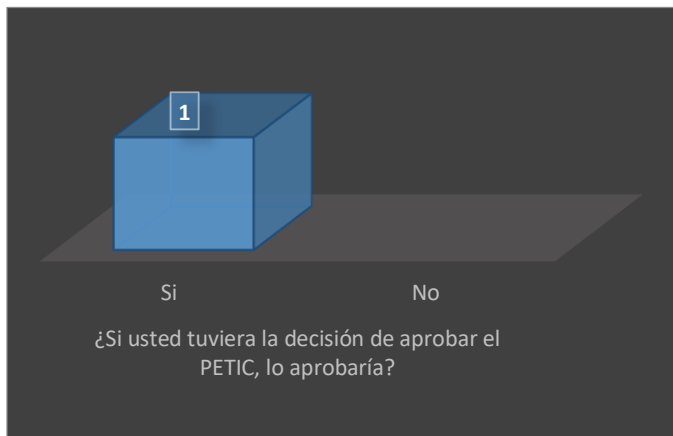 1
Si No
¿Si usted tuviera la decisión de aprobar el
PETIC, lo aprobaría?